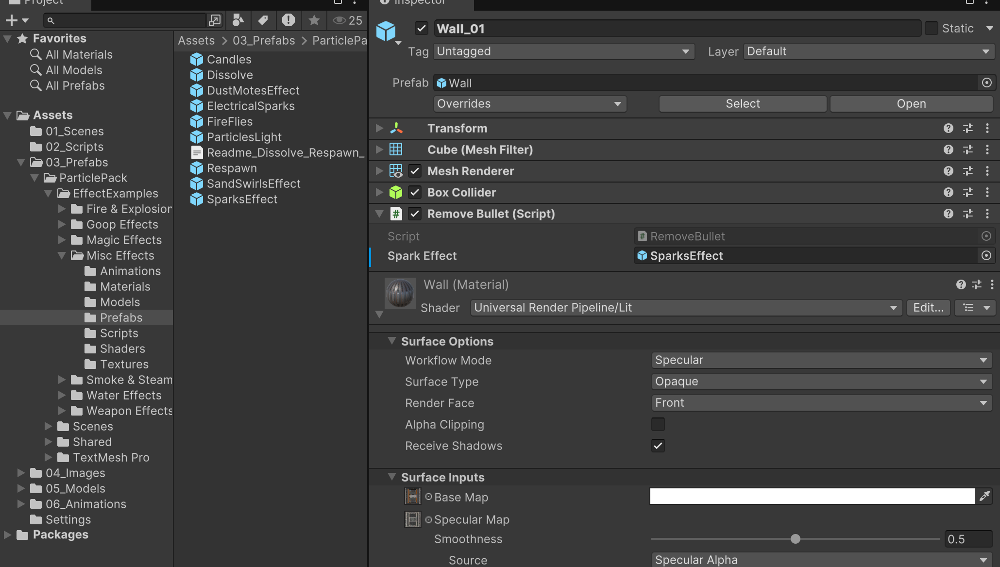 Project
25
Favorites
All Materials
All Models
All Prefabs
Assets
01_Scenes
02_Scripts
03_Prefabs
ParticlePack
EffectExamples
Fire & Explosion
Goop Effects
Magic Effects
Misc Effects
Animations
Materials
Models
Prefabs
Scripts
Shaders
Textures
Smoke & Steam
Water Effects
Weapon Effects
Scenes
Shared
TextMesh Pro
04_Images
05_Models
06_Animations
Settings
Packages
Assets > 03_Prefabs > ParticlePa
Candles
Dissolve
DustMotesEffect
ElectricalSparks
FireFlies
ParticlesLight
Readme_Dissolve_Respawn_
Respawn
SandSwirlsEffect
SparksEffect
Inspector
Wall_01 Static
Tag Untagged Layer Default
Prefab Wall
Overrides Select Open
Transform
Cube (Mesh Filter)
Mesh Renderer
Box Collider
# Remove Bullet (Script)
Script # RemoveBullet
Spark Effect SparksEffect
Wall (Material)
Shader Universal Render Pipeline/Lit Edit...
Surface Options
Workflow Mode Specular
Surface Type Opaque
Render Face Front
Alpha Clipping
Receive Shadows
Surface Inputs
Base Map
Specular Map
Smoothness 0.5
Source Specular Alpha